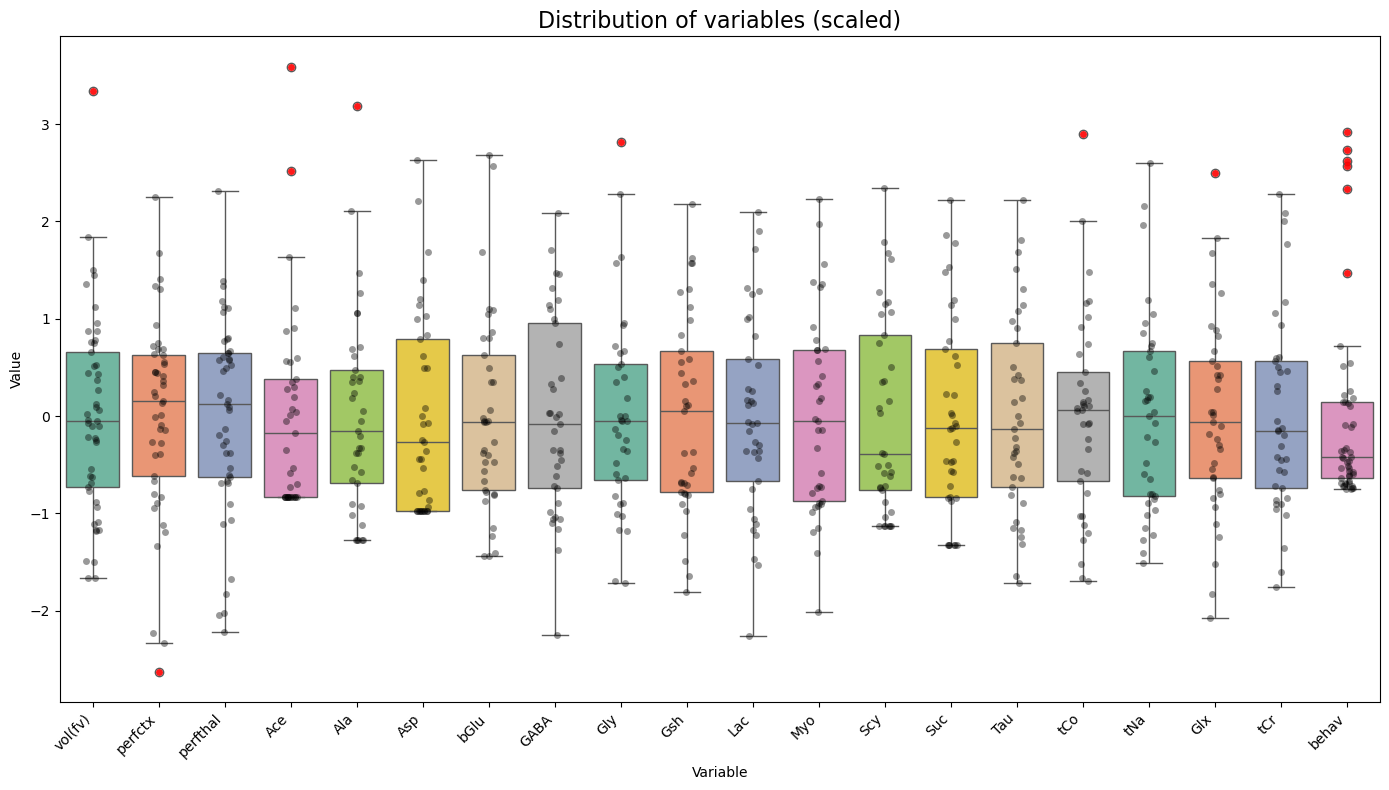 Distribution of variables (scaled)
Value
3
2
1
0
−1
−2
vol(fv)
perfctx
perfthal
Ace
Ala
Asp
bGlu
GABA
Gly
Gsh
Lac
Myo
Scy
Suc
Tau
tCo
tNa
Glx
tCr
behav
Variable